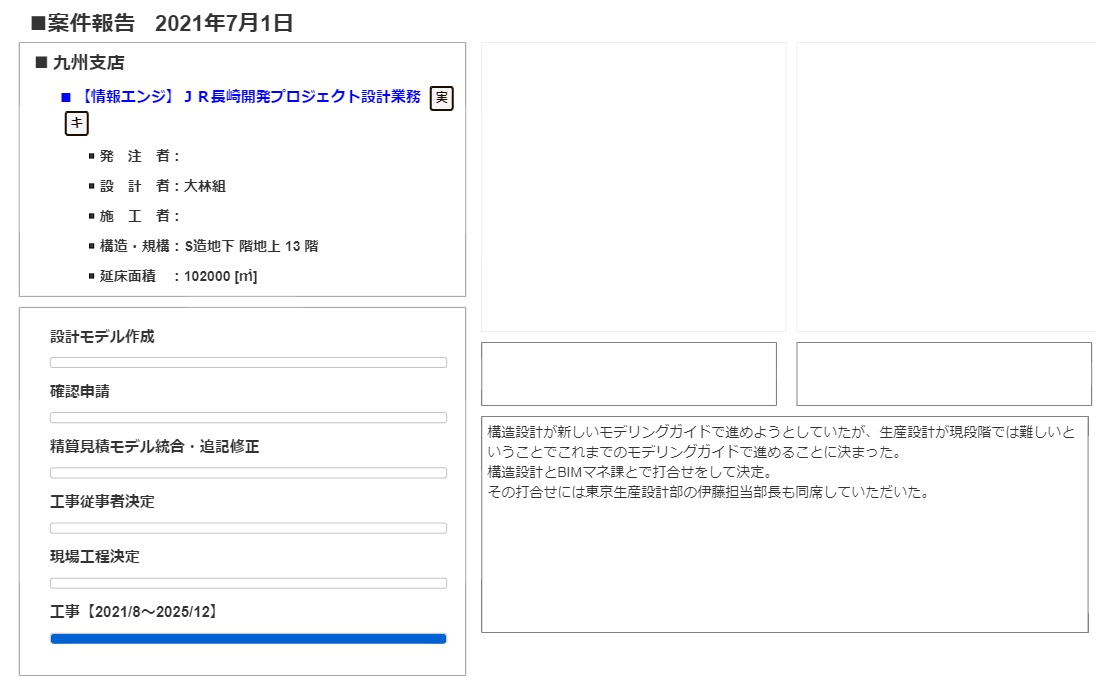 ■案件報告　2021年7月1日
■ 九州支店
■ 【情報エンジ】ＪＲ長崎開発プロジェクト設計業務 実
キ
▪ 発　注　者：
▪ 設　計　者：大林組
▪ 施　工　者：
▪ 構造・規構：S造地下 階地上 13 階
▪ 延床面積　：102000 [㎡]
設計モデル作成
確認申請
精算見積モデル統合・追記修正
工事従事者決定
現場工程決定
工事【2021/8～2025/12】
構造設計が新しいモデリングガイドで進めようとしていたが、生産設計が現段階では難しいと
いうことでこれまでのモデリングガイドで進めることに決まった。
構造設計とBIMマネ課とで打合せをして決定。
その打合せには東京生産設計部の伊藤担当部長も同席していただいた。